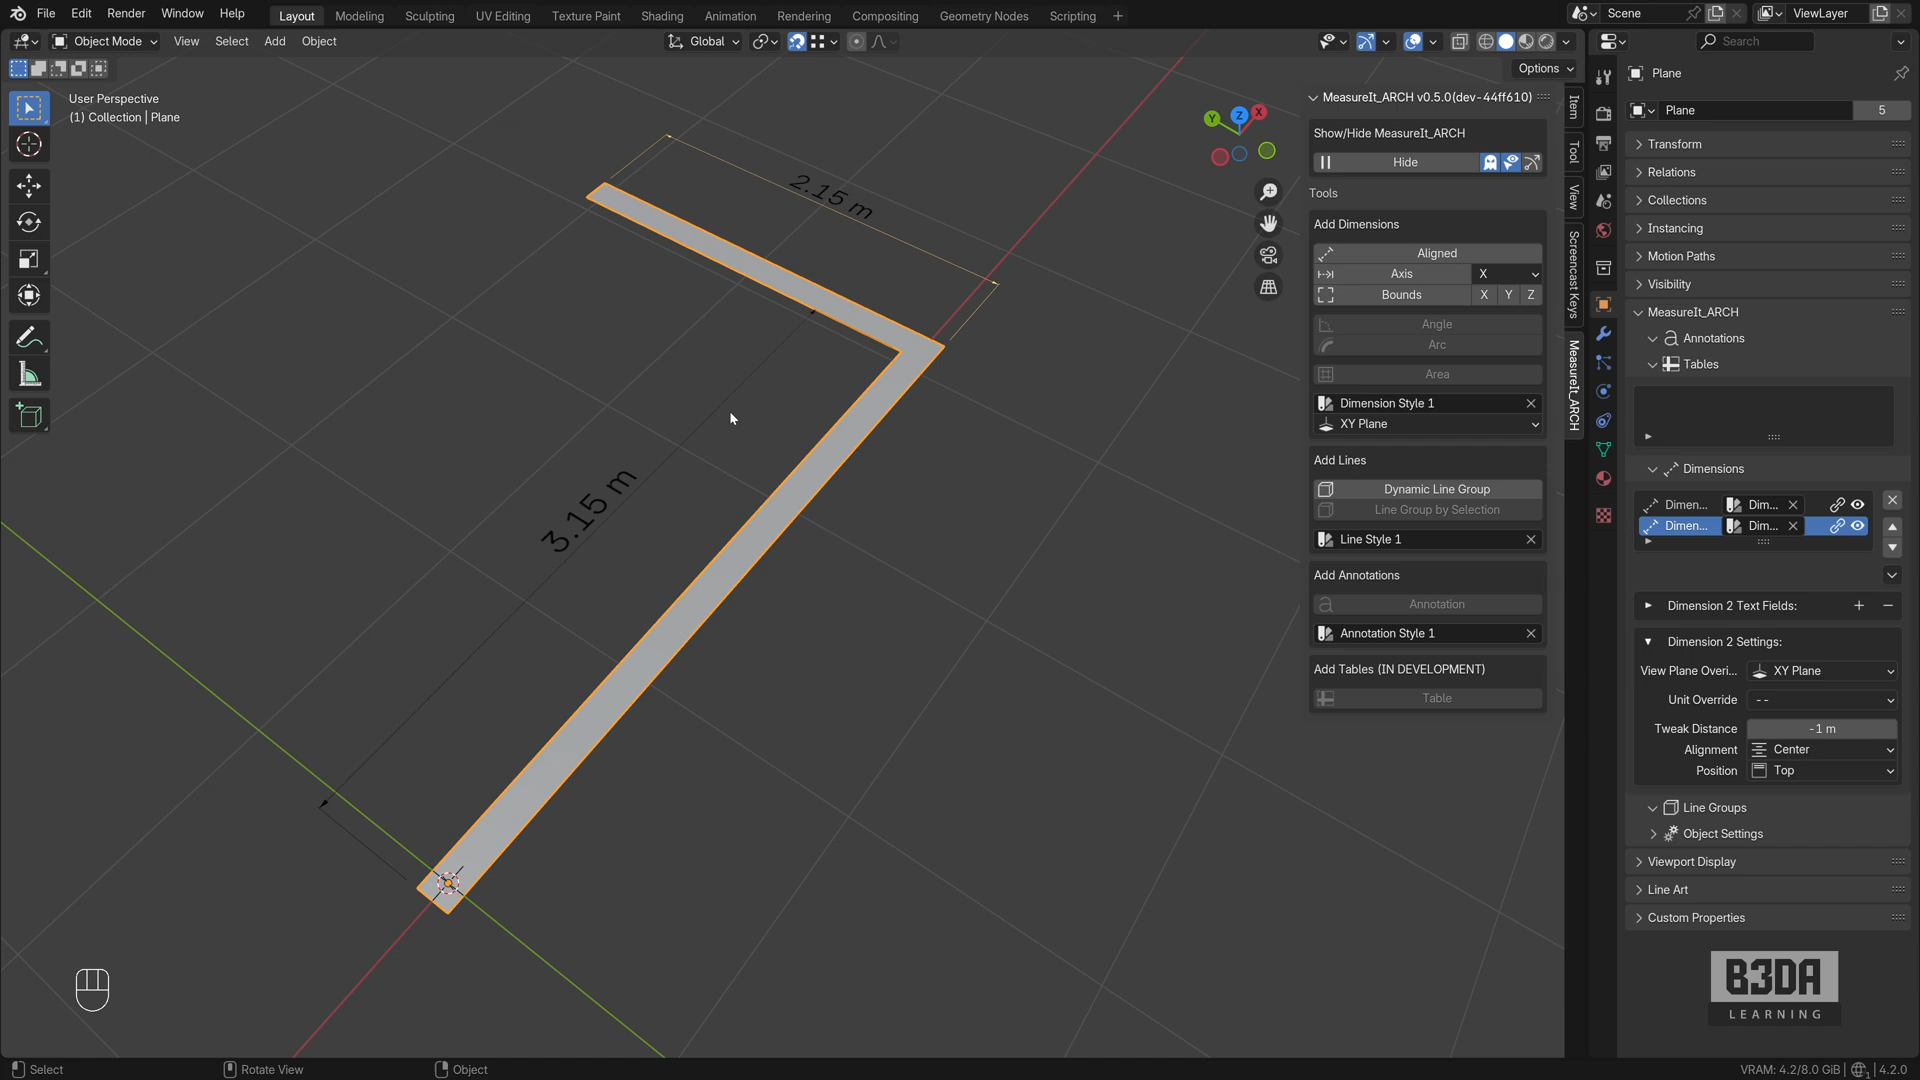 File Edit Render Window Help Layout Modeling Sculpting UV Editing Texture Paint Shading Animation Rendering Compositing Geometry Nodes Scripting + Scene ViewLayer
Object Mode View Select Add Object Global Search
Options
User Perspective
(1) Collection | Plane
2.15 m
3.15 m
Y Z X
MeasureIt_ARCH v0.5.0(dev-44ff610)
Show/Hide MeasureIt_ARCH
Hide
Tools
Add Dimensions
Aligned
Axis X
Bounds X Y Z
Angle
Arc
Area
Dimension Style 1
XY Plane
Add Lines
Dynamic Line Group
Line Group by Selection
Line Style 1
Add Annotations
Annotation
Annotation Style 1
Add Tables (IN DEVELOPMENT)
Table
Item
Tool
View
Screencast Keys
MeasureIt_ARCH
Plane
Plane 5
Transform
Relations
Collections
Instancing
Motion Paths
Visibility
MeasureIt_ARCH
Annotations
Tables
Dimensions
Dimen... Dim...
Dimen... Dim...
Dimension 2 Text Fields:
Dimension 2 Settings:
View Plane Overi... XY Plane
Unit Override --
Tweak Distance -1 m
Alignment Center
Position Top
Line Groups
Object Settings
Viewport Display
Line Art
Custom Properties
B3DA
LEARNING
Select Rotate View Object VRAM: 4.2/8.0 GiB | 1 | 4.2.0